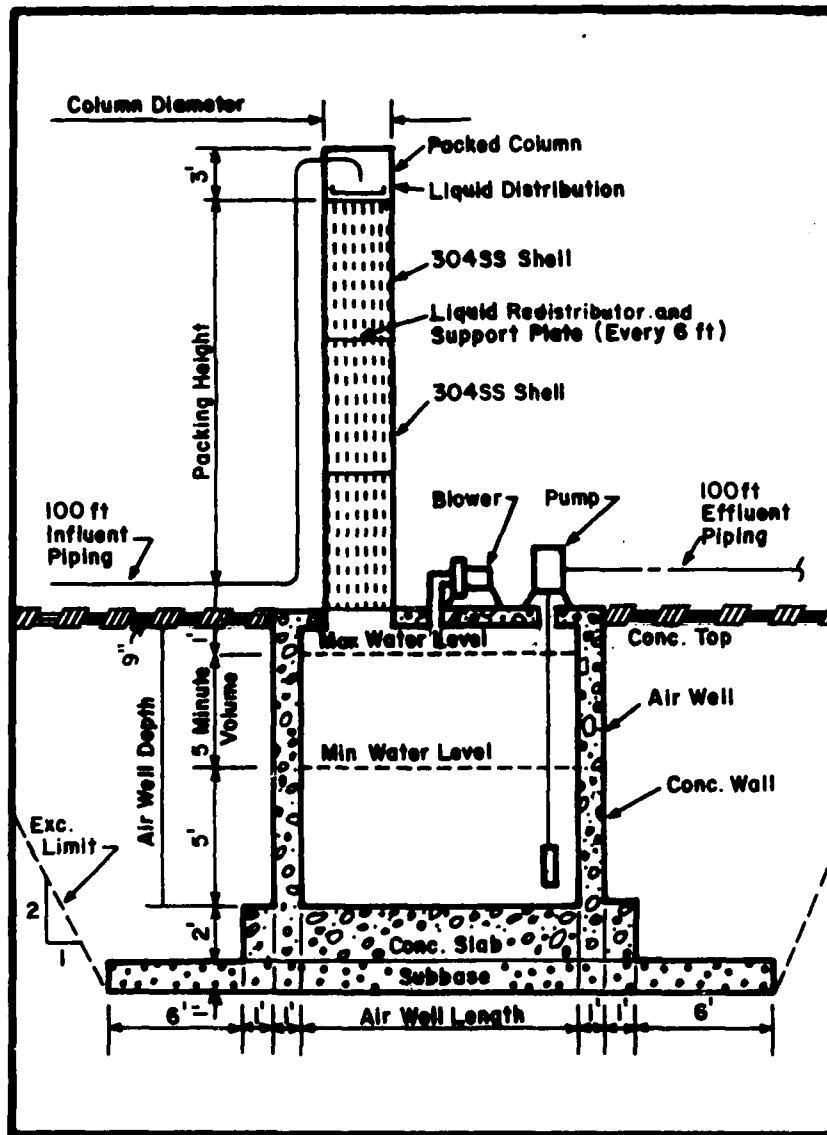 Column Diameter
Packed Column
3'
Liquid Distribution
304SS Shell
Liquid Redistributor and
Support Plate (Every 6 ft)
Packing Height
304SS Shell
Blower
Pump
100 ft
Influent
Piping
100 ft
Effluent
Piping
9"
1'
Max Water Level
Conc. Top
Air Well Depth
5 Minute
Volume
Air Well
Min Water Level
Conc. Wall
Exc.
Limit
5'
2
1
2'
Conc. Slab
Subbase
6'
1'
1'
1'
Air Well Length
1'
1'
6'